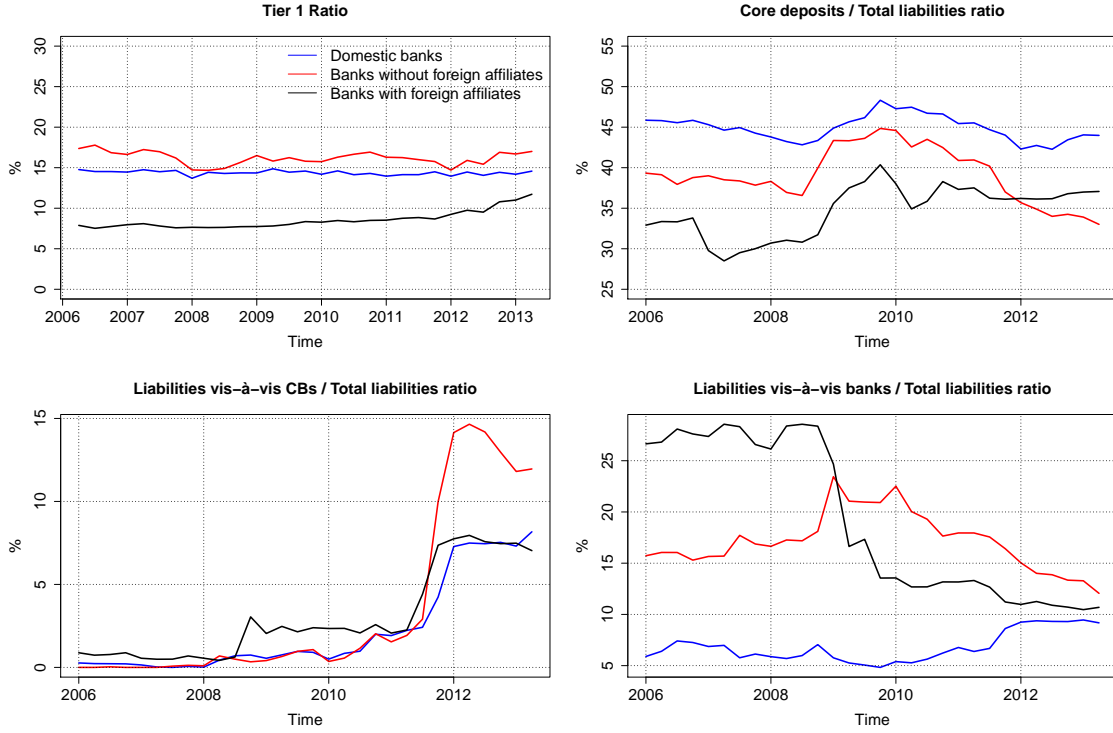 Tier 1 Ratio
%
0 5 10 15 20 25 30
Domestic banks
Banks without foreign affiliates
Banks with foreign affiliates
2006 2007 2008 2009 2010 2011 2012 2013
Time
Core deposits / Total liabilities ratio
%
25 30 35 40 45 50 55
2006 2008 2010 2012
Time
Liabilities vis−à−vis CBs / Total liabilities ratio
%
0 5 10 15
2006 2008 2010 2012
Time
Liabilities vis−à−vis banks / Total liabilities ratio
%
5 10 15 20 25
2006 2008 2010 2012
Time